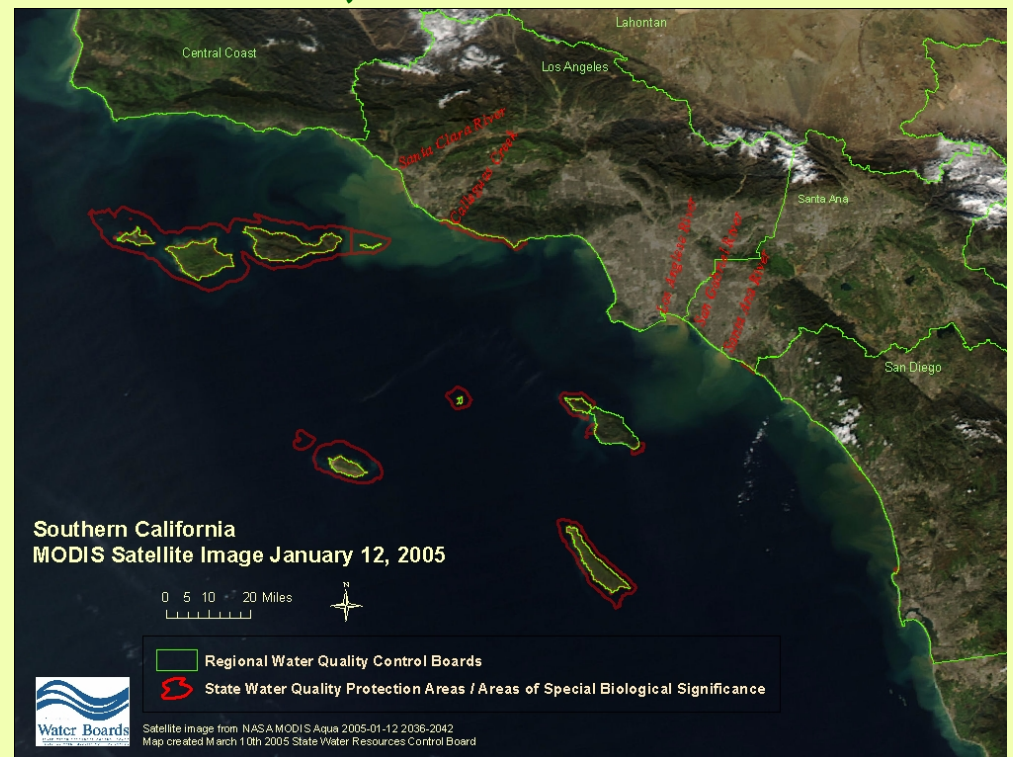 Lahontan
Central Coast
Los Angeles
Santa Clara River
Calleguas Creek
Santa Ana
Los Angeles River
San Gabriel River
Santa Ana River
San Diego
Southern California
MODIS Satellite Image January 12, 2005
0 5 10 20 Miles
N
Regional Water Quality Control Boards
State Water Quality Protection Areas / Areas of Special Biological Significance
Water Boards
Satellite image from NASA MODIS Aqua 2005-01-12 2036-2042
Map created March 10th 2005 State Water Resources Control Board